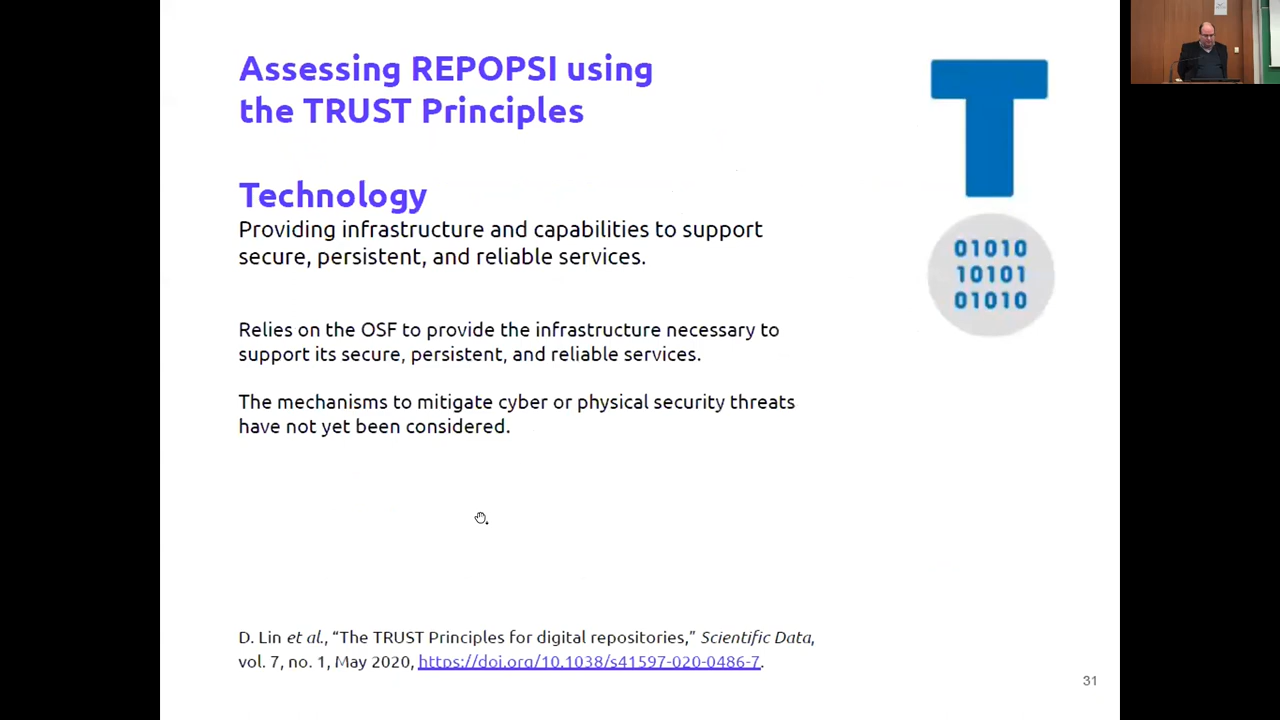 Assessing REPOPSI using
the TRUST Principles
T
Technology
Providing infrastructure and capabilities to support
secure, persistent, and reliable services.
01010
10101
01010
Relies on the OSF to provide the infrastructure necessary to
support its secure, persistent, and reliable services.
The mechanisms to mitigate cyber or physical security threats
have not yet been considered.
D. Lin et al., “The TRUST Principles for digital repositories,” Scientific Data,
vol. 7, no. 1, May 2020, https://doi.org/10.1038/s41597-020-0486-7.
31